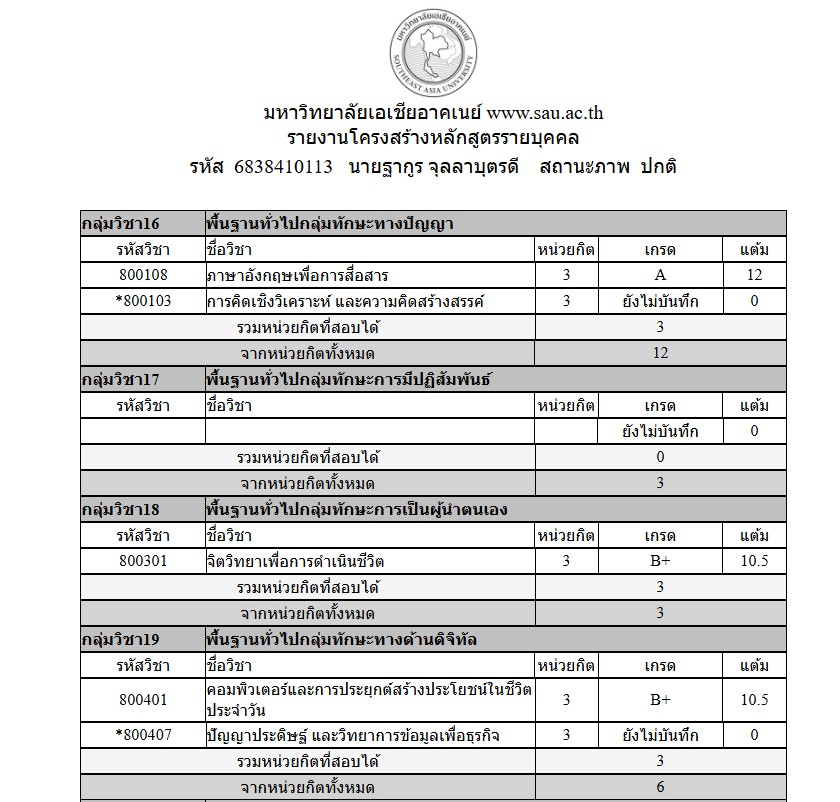 มหาวิทยาลัยเอเชียอาคเนย์
SOUTHEAST ASIA UNIVERSITY
มหาวิทยาลัยเอเชียอาคเนย์ www.sau.ac.th
รายงานโครงสร้างหลักสูตรรายบุคคล
รหัส 6838410113 นายฐากูร จุลลาบุตรดี สถานะภาพ ปกติ
กลุ่มวิชา16 พื้นฐานทั่วไปกลุ่มทักษะทางปัญญา
รหัสวิชา ชื่อวิชา หน่วยกิต เกรด แต้ม
800108 ภาษาอังกฤษเพื่อการสื่อสาร 3 A 12
*800103 การคิดเชิงวิเคราะห์ และความคิดสร้างสรรค์ 3 ยังไม่บันทึก 0
รวมหน่วยกิตที่สอบได้ 3
จากหน่วยกิตทั้งหมด 12
กลุ่มวิชา17 พื้นฐานทั่วไปกลุ่มทักษะการมีปฏิสัมพันธ์
รหัสวิชา ชื่อวิชา หน่วยกิต เกรด แต้ม
ยังไม่บันทึก 0
รวมหน่วยกิตที่สอบได้ 0
จากหน่วยกิตทั้งหมด 3
กลุ่มวิชา18 พื้นฐานทั่วไปกลุ่มทักษะการเป็นผู้นำตนเอง
รหัสวิชา ชื่อวิชา หน่วยกิต เกรด แต้ม
800301 จิตวิทยาเพื่อการดำเนินชีวิต 3 B+ 10.5
รวมหน่วยกิตที่สอบได้ 3
จากหน่วยกิตทั้งหมด 3
กลุ่มวิชา19 พื้นฐานทั่วไปกลุ่มทักษะทางด้านดิจิทัล
รหัสวิชา ชื่อวิชา หน่วยกิต เกรด แต้ม
800401 คอมพิวเตอร์และการประยุกต์สร้างประโยชน์ในชีวิต 3 B+ 10.5
ประจำวัน
*800407 ปัญญาประดิษฐ์ และวิทยาการข้อมูลเพื่อธุรกิจ 3 ยังไม่บันทึก 0
รวมหน่วยกิตที่สอบได้ 3
จากหน่วยกิตทั้งหมด 6